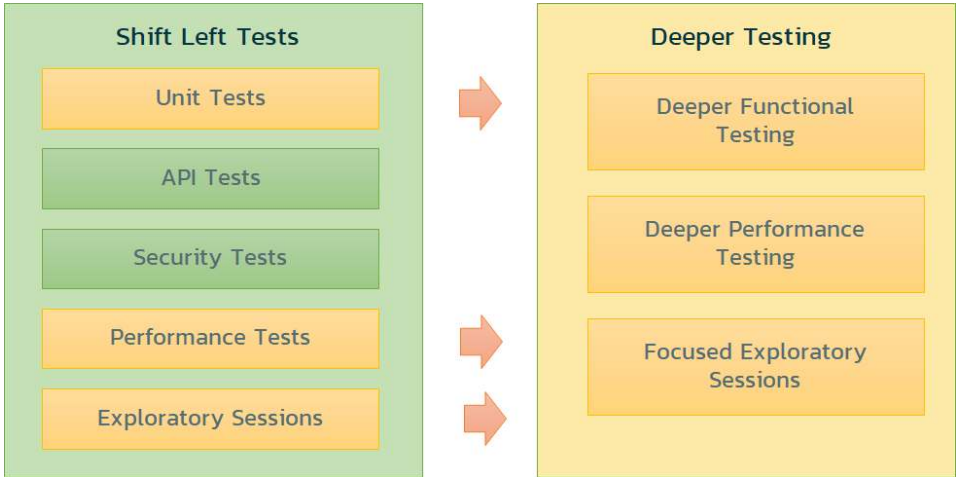 Shift Left Tests
Unit Tests
API Tests
Security Tests
Performance Tests
Exploratory Sessions
Deeper Testing
Deeper Functional
Testing
Deeper Performance
Testing
Focused Exploratory
Sessions